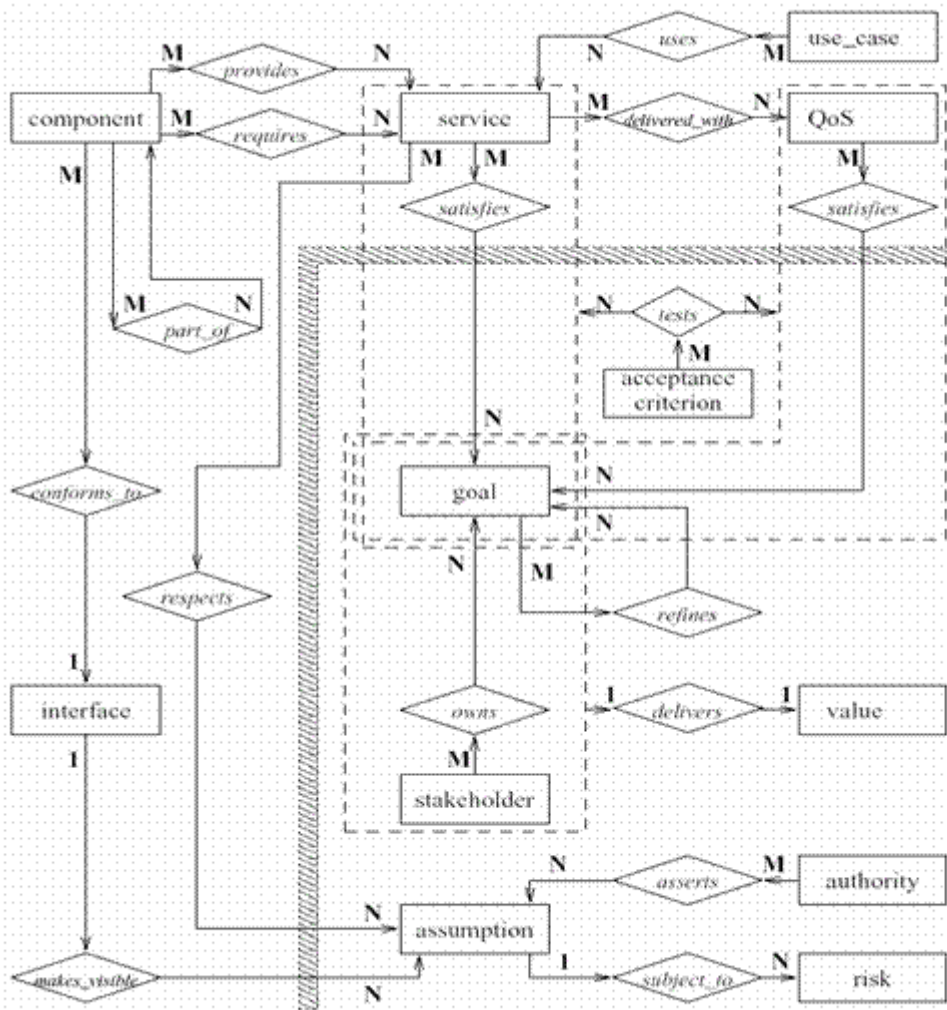 M
provides
N
uses
N
M
use_case
component
M
requires
N
service
M
delivered_with
N
QoS
M
M
M
M
satisfies
satisfies
M
N
part_of
N
tests
N
M
acceptance
criterion
N
N
conforms_to
goal
N
N
M
respects
refines
1
interface
1
owns
1
delivers
1
value
M
stakeholder
N
asserts
M
authority
N
assumption
makes_visible
N
1
subject_to
N
risk